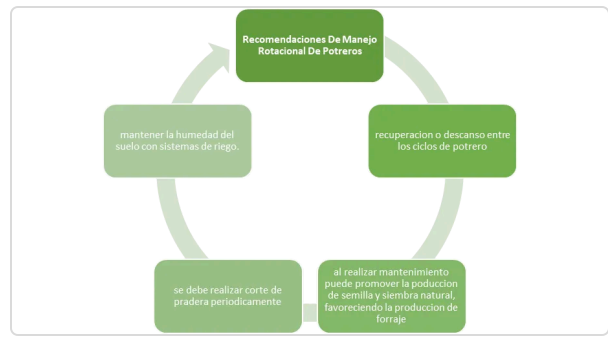 Recomendaciones De Manejo
Rotacional De Potreros
recuperacion o descanso entre
los ciclos de potrero
al realizar mantenimiento
puede promover la poduccion
de semilla y siembra natural,
favoreciendo la produccion de
forraje
se debe realizar corte de
pradera periodicamente
mantener la humedad del
suelo con sistemas de riego.